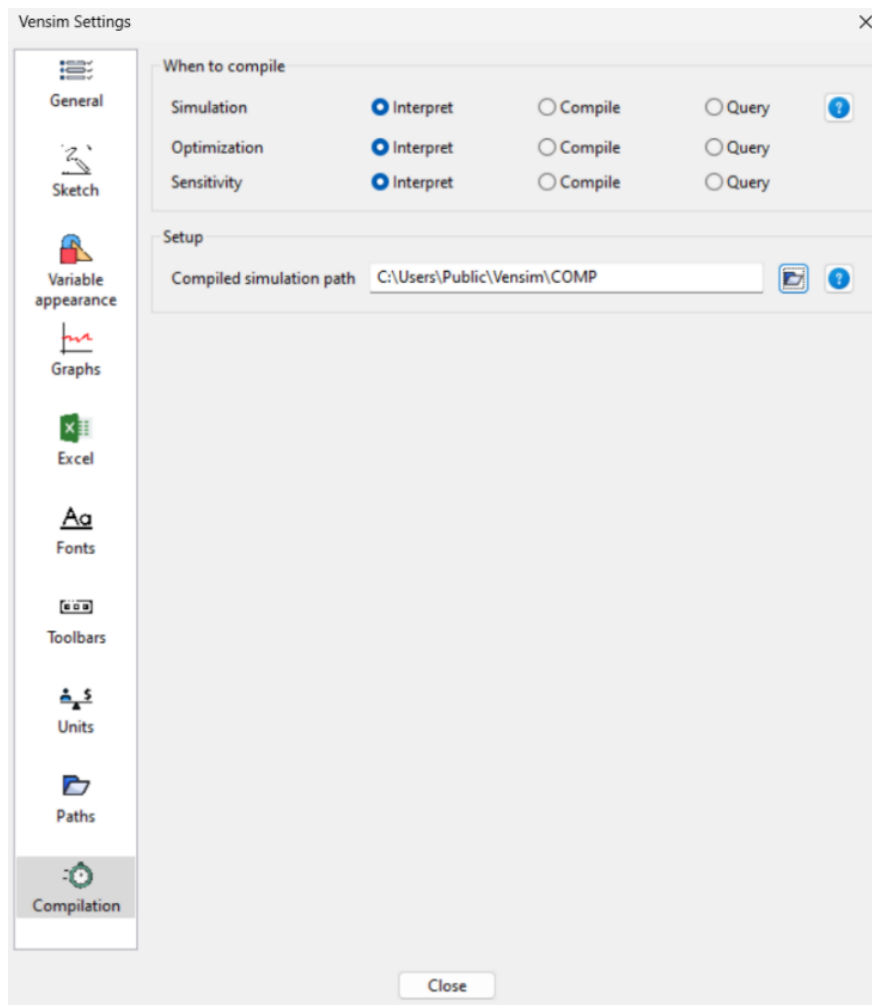 Vensim Settings
General
Sketch
Variable
appearance
Graphs
Excel
Fonts
Toolbars
Units
Paths
Compilation
When to compile
Simulation Interpret Compile Query ?
Optimization Interpret Compile Query
Sensitivity Interpret Compile Query
Setup
Compiled simulation path C:\Users\Public\Vensim\COMP ?
Close